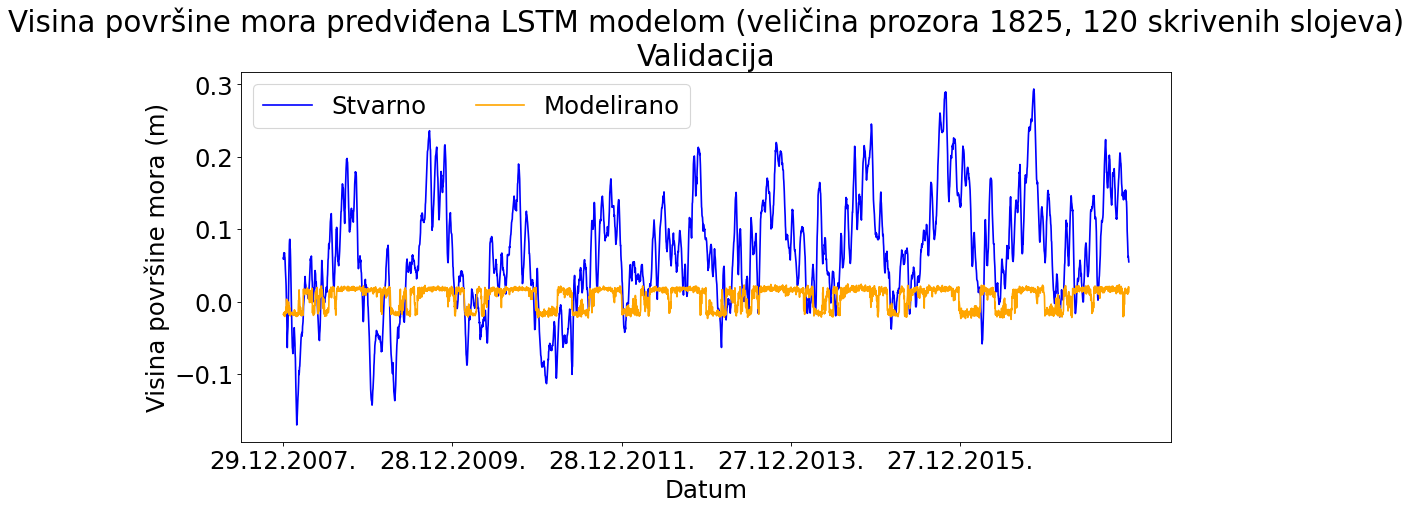 Visina površine mora predviđena LSTM modelom (veličina prozora 1825, 120 skrivenih slojeva)
Validacija
Stvarno Modelirano
Visina površine mora (m)
0.3
0.2
0.1
0.0
−0.1
29.12.2007. 28.12.2009. 28.12.2011. 27.12.2013. 27.12.2015.
Datum